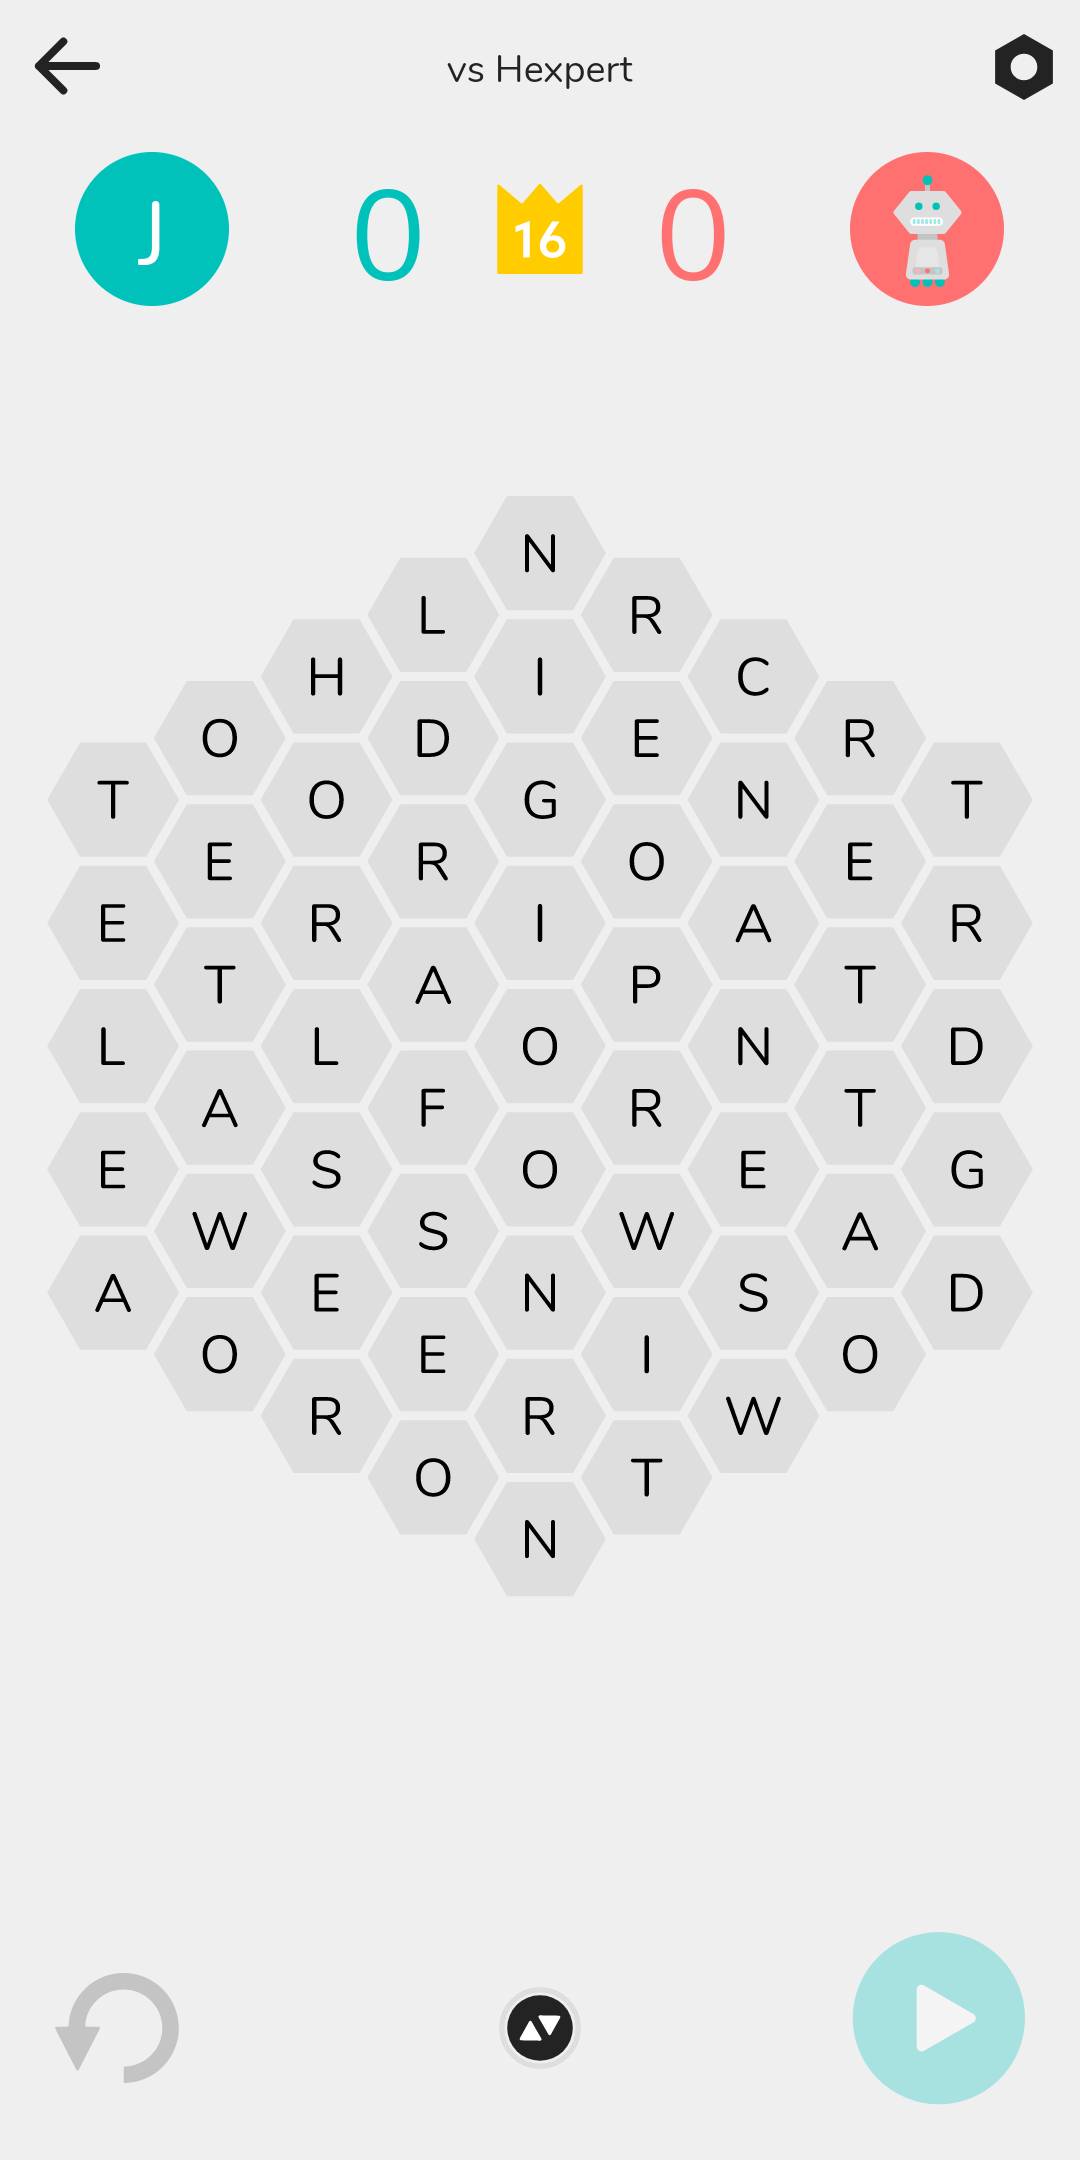 vs Hexpert
J 0 16 0
N
L R
H I C
O D E R
T O G N T
E R O E
E R I A R
T A P T
L L O N D
A F R T
E S O E G
W S W A
A E N S D
O E I O
R R W
O T
N